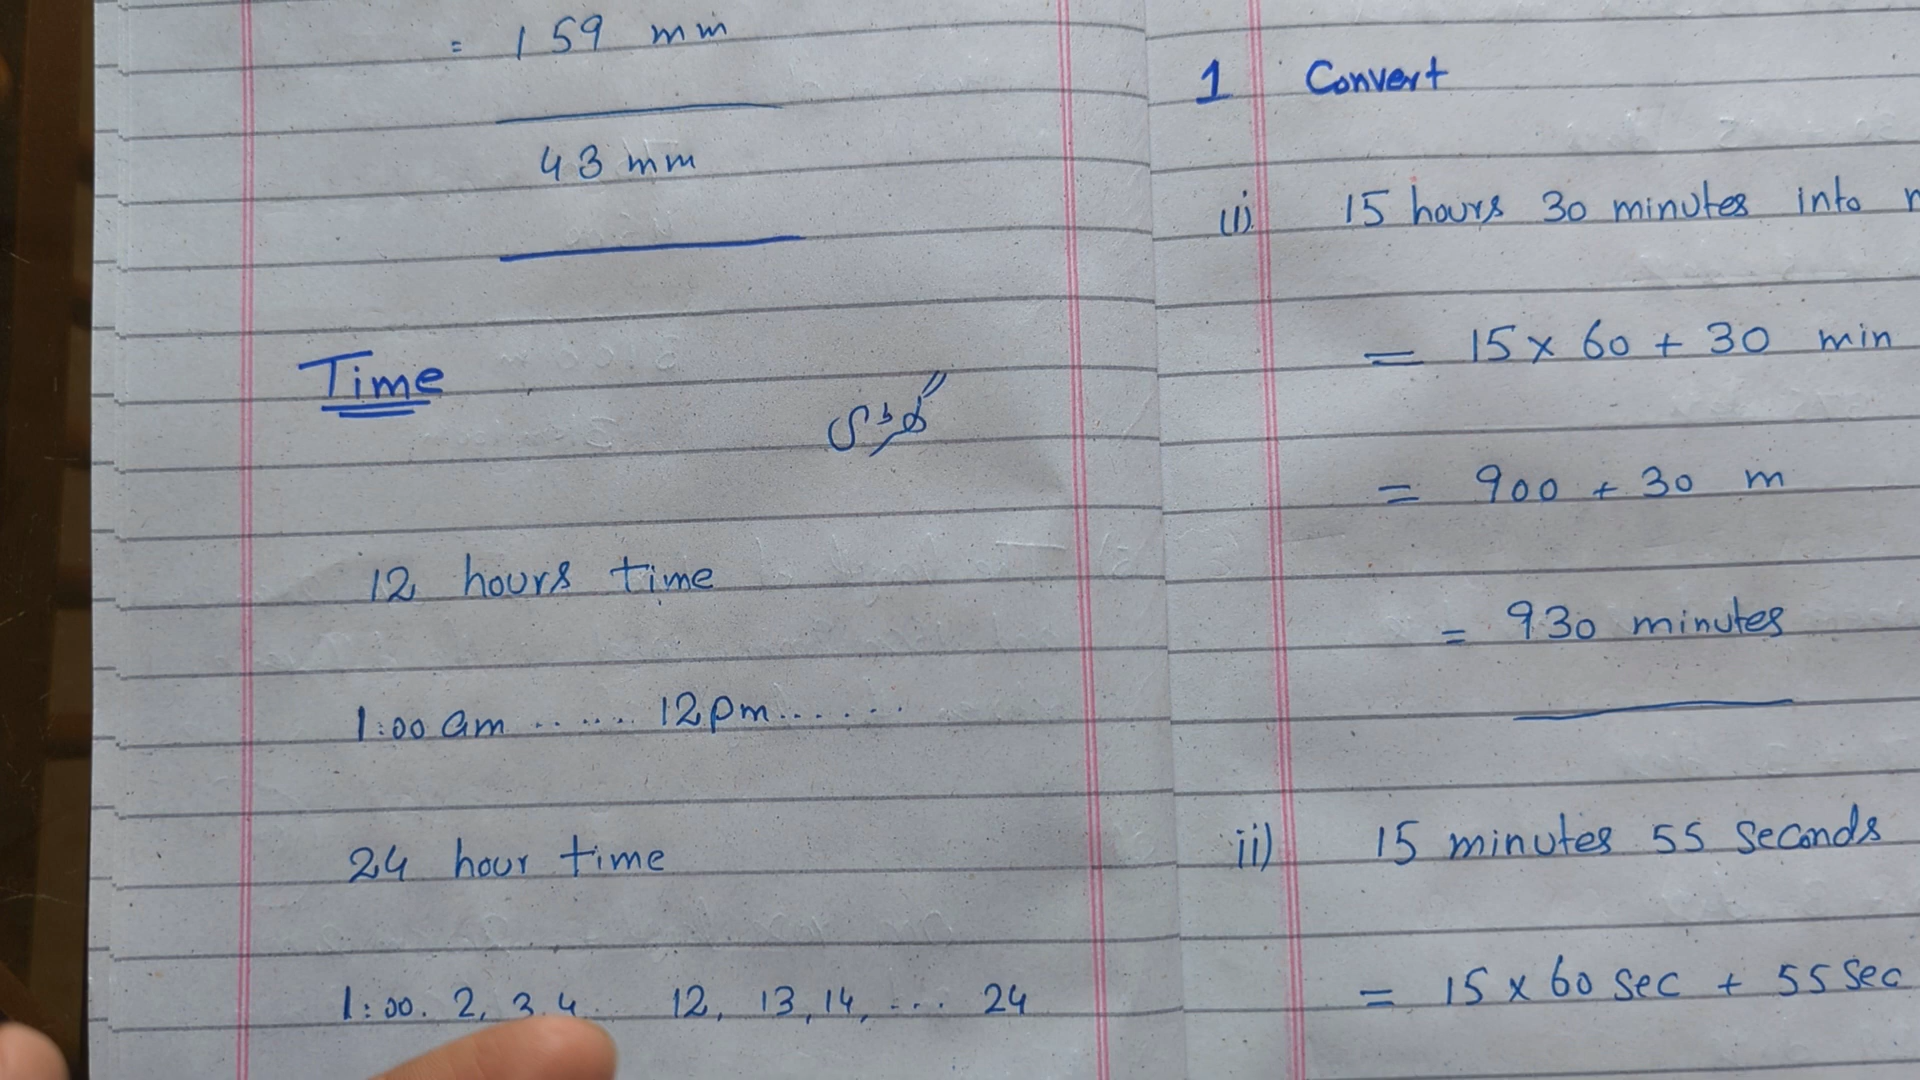 = 159 mm
43 mm
Time
12 hours time
1:00 am ...... 12pm......
24 hour time
1:00. 2, 3, 4.. 12, 13, 14, .... 24
1 Convert
(i) 15 hours 30 minutes into
= 15 x 60 + 30 min
= 900 + 30 m
= 930 minutes
ii) 15 minutes 55 seconds
= 15 x 60 sec + 55 sec